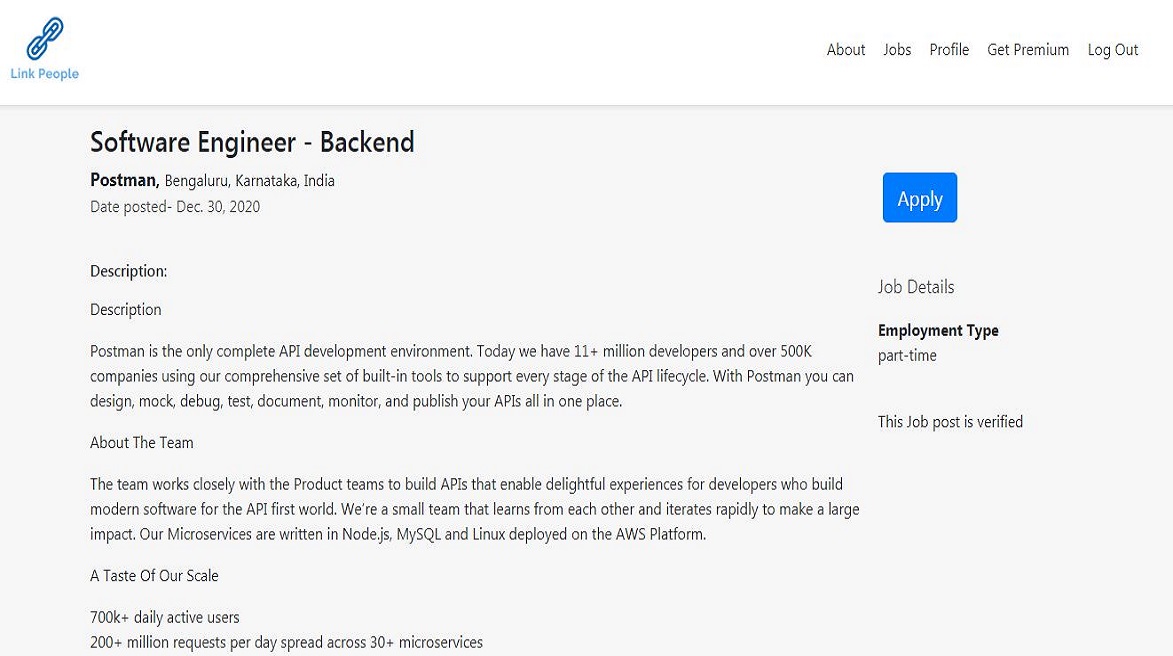 Link People
About Jobs Profile Get Premium Log Out
Software Engineer - Backend
Postman, Bengaluru, Karnataka, India
Date posted- Dec. 30, 2020
Apply
Description:
Description
Postman is the only complete API development environment. Today we have 11+ million developers and over 500K
companies using our comprehensive set of built-in tools to support every stage of the API lifecycle. With Postman you can
design, mock, debug, test, document, monitor, and publish your APIs all in one place.
About The Team
The team works closely with the Product teams to build APIs that enable delightful experiences for developers who build
modern software for the API first world. We're a small team that learns from each other and iterates rapidly to make a large
impact. Our Microservices are written in Node.js, MySQL and Linux deployed on the AWS Platform.
A Taste Of Our Scale
700k+ daily active users
200+ million requests per day spread across 30+ microservices
Job Details
Employment Type
part-time
This Job post is verified